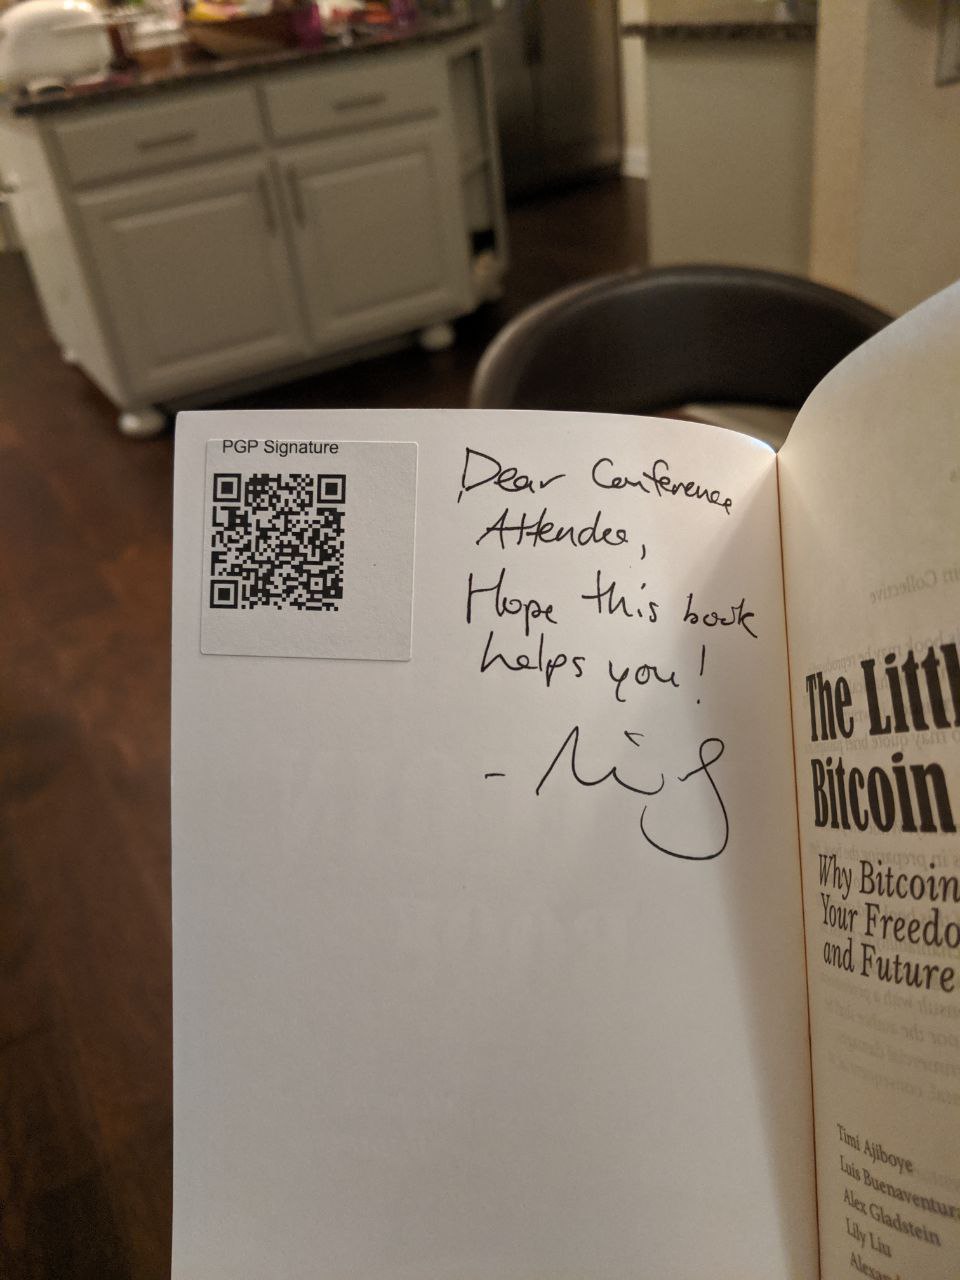 PGP Signature
Dear Conference
Attendee,
Hope this book
helps you!
The Littl
Bitcoin
Why Bitcoin
Your Freedo
and Future
Timi Ajiboye
Luis Buenaventura
Alex Gladstein
Lily Liu